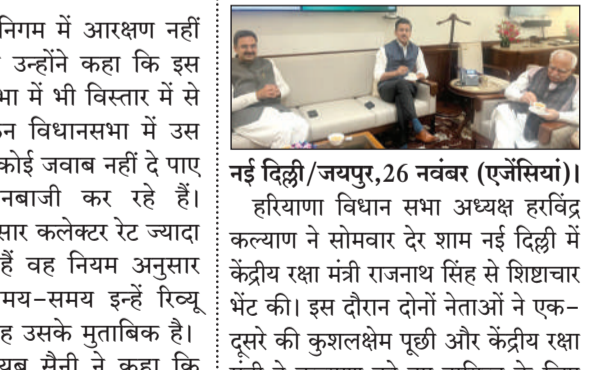 निगम में आरक्षण नहीं
उन्होंने कहा कि इस
भा में भी विस्तार में से
विधानसभा में उस
कोई जवाब नहीं दे पाए
नबाजी कर रहे हैं।
सार कलेक्टर रेट ज्यादा
हैं वह नियम अनुसार
मय-समय इन्हें रिव्यू
ह उसके मुताबिक है।
यब सैनी ने कहा कि
नई दिल्ली/जयपुर,26 नवंबर (एजेंसियां)।
हरियाणा विधान सभा अध्यक्ष हरविंद्र
कल्याण ने सोमवार देर शाम नई दिल्ली में
केंद्रीय रक्षा मंत्री राजनाथ सिंह से शिष्टाचार
भेंट की। इस दौरान दोनों नेताओं ने एक-
दूसरे की कुशलक्षेम पूछी और केंद्रीय रक्षा